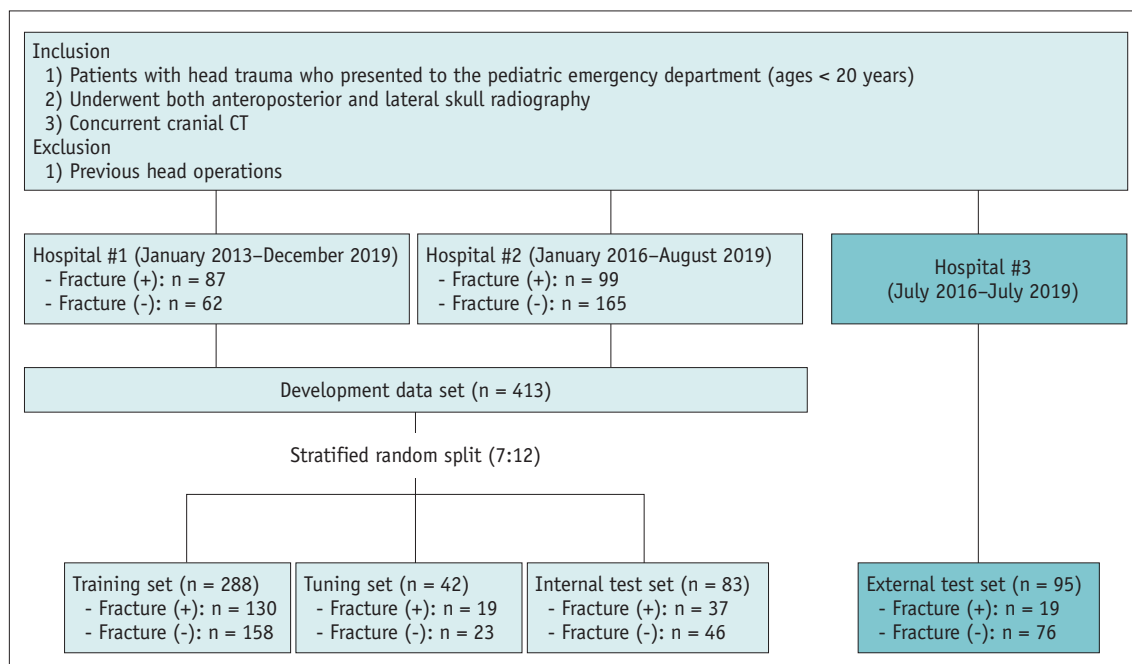 Inclusion
1) Patients with head trauma who presented to the pediatric emergency department (ages < 20 years)
2) Underwent both anteroposterior and lateral skull radiography
3) Concurrent cranial CT
Exclusion
1) Previous head operations
Hospital #1 (January 2013–December 2019)
- Fracture (+): n = 87
- Fracture (-): n = 62
Hospital #2 (January 2016–August 2019)
- Fracture (+): n = 99
- Fracture (-): n = 165
Hospital #3
(July 2016–July 2019)
Development data set (n = 413)
Stratified random split (7:12)
Training set (n = 288)
- Fracture (+): n = 130
- Fracture (-): n = 158
Tuning set (n = 42)
- Fracture (+): n = 19
- Fracture (-): n = 23
Internal test set (n = 83)
- Fracture (+): n = 37
- Fracture (-): n = 46
External test set (n = 95)
- Fracture (+): n = 19
- Fracture (-): n = 76